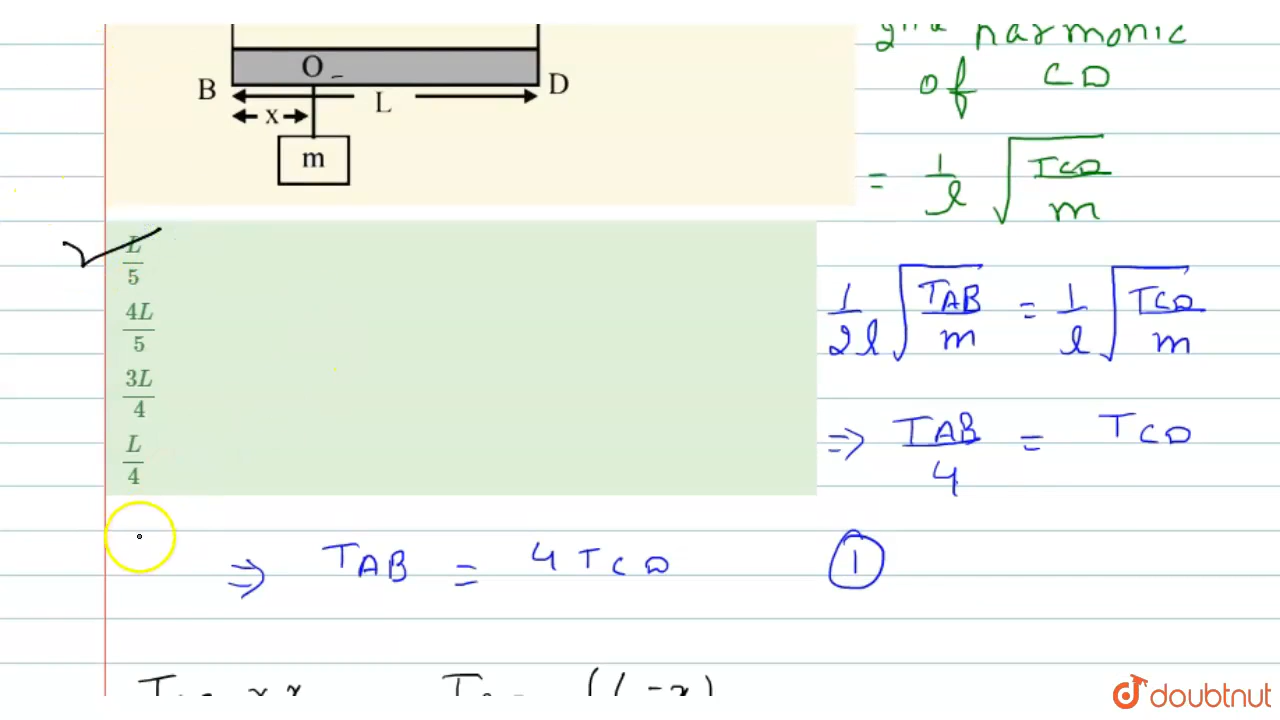 harmonic
of CD
= 1/l √(TCD/m)
O
B
L
D
x
m
L/5
4L/5
3L/4
L/4
1/2l √(TAB/m) = 1/l √(TCD/m)
⇒ TAB/4 = TCD
⇒ TAB = 4 TCD ①
(L-x)
doubtnut